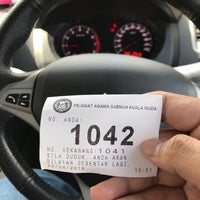 PEJABAT AGAMA DAERAH KUALA MUDA
NO. ANDA:
1042
NO. SEKARANG:1041
SILA DUDUK, ANDA AKAN
DILAYAN SEBENTAR LAGI.
10:01